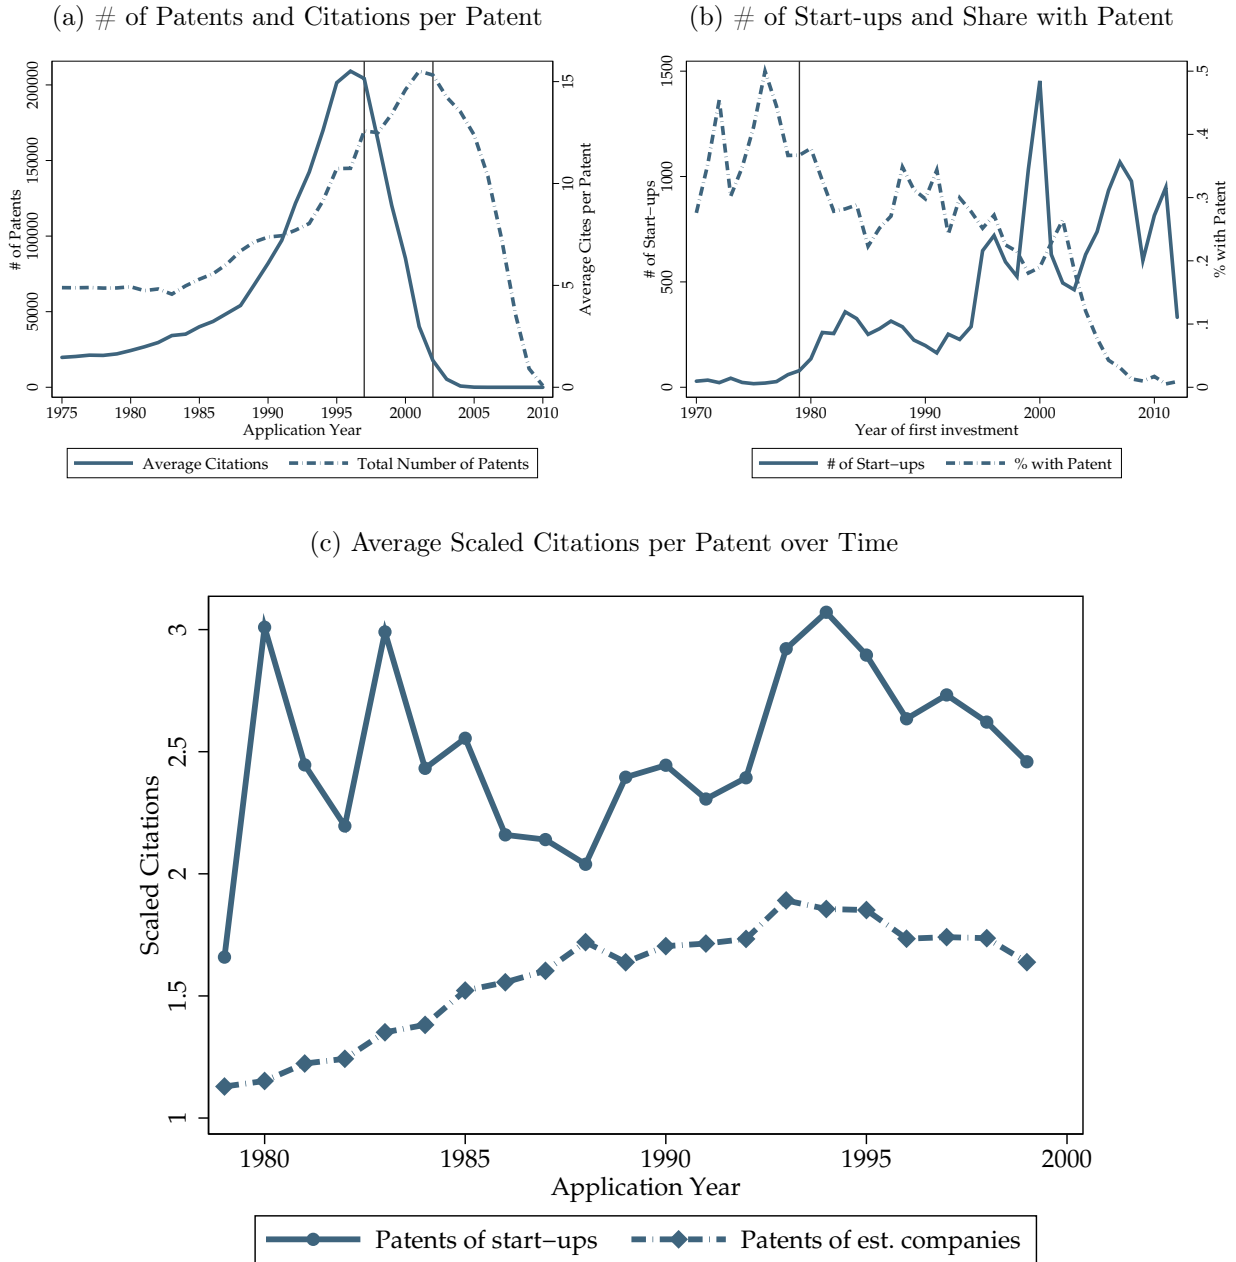 (a) # of Patents and Citations per Patent
# of Patents
0 50000 100000 150000 200000
Average Cites per Patent
0 5 10 15
1975 1980 1985 1990 1995 2000 2005 2010
Application Year
Average Citations Total Number of Patents
(b) # of Start-ups and Share with Patent
# of Start−ups
0 500 1000 1500
% with Patent
0 .1 .2 .3 .4 .5
1970 1980 1990 2000 2010
Year of first investment
# of Start−ups % with Patent
(c) Average Scaled Citations per Patent over Time
Scaled Citations
1 1.5 2 2.5 3
1980 1985 1990 1995 2000
Application Year
Patents of start−ups Patents of est. companies